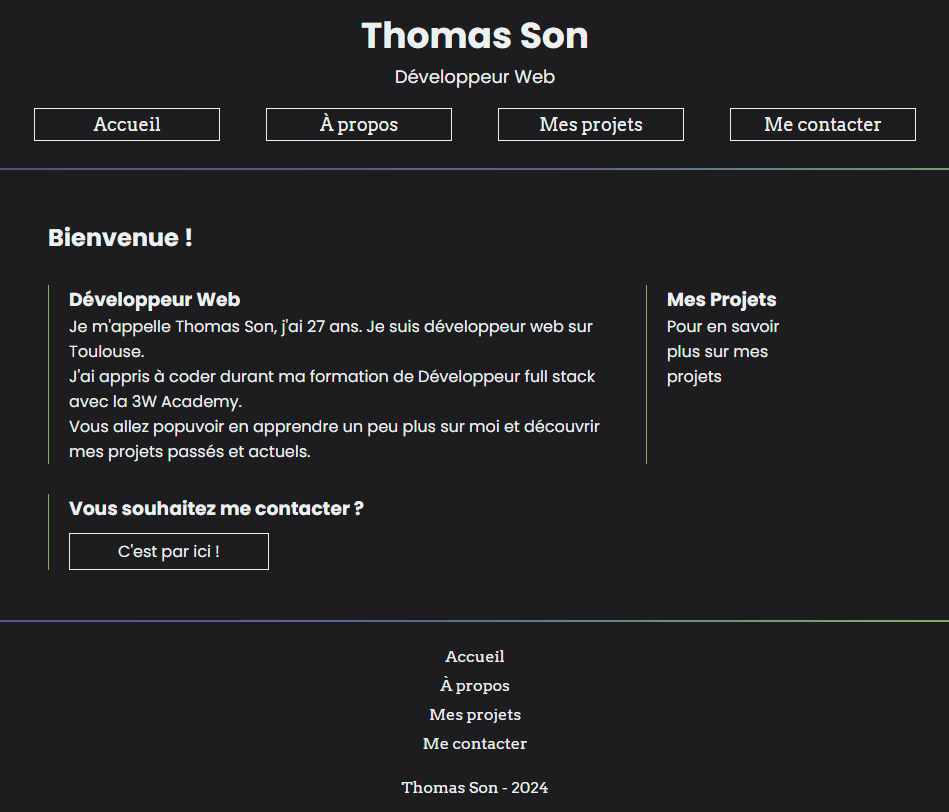 Thomas Son
Développeur Web
Accueil
À propos
Mes projets
Me contacter
Bienvenue !
Développeur Web
Je m'appelle Thomas Son, j'ai 27 ans. Je suis développeur web sur
Toulouse.
J'ai appris à coder durant ma formation de Développeur full stack
avec la 3W Academy.
Vous allez popuvoir en apprendre un peu plus sur moi et découvrir
mes projets passés et actuels.
Mes Projets
Pour en savoir
plus sur mes
projets
Vous souhaitez me contacter ?
C'est par ici !
Accueil
À propos
Mes projets
Me contacter
Thomas Son - 2024